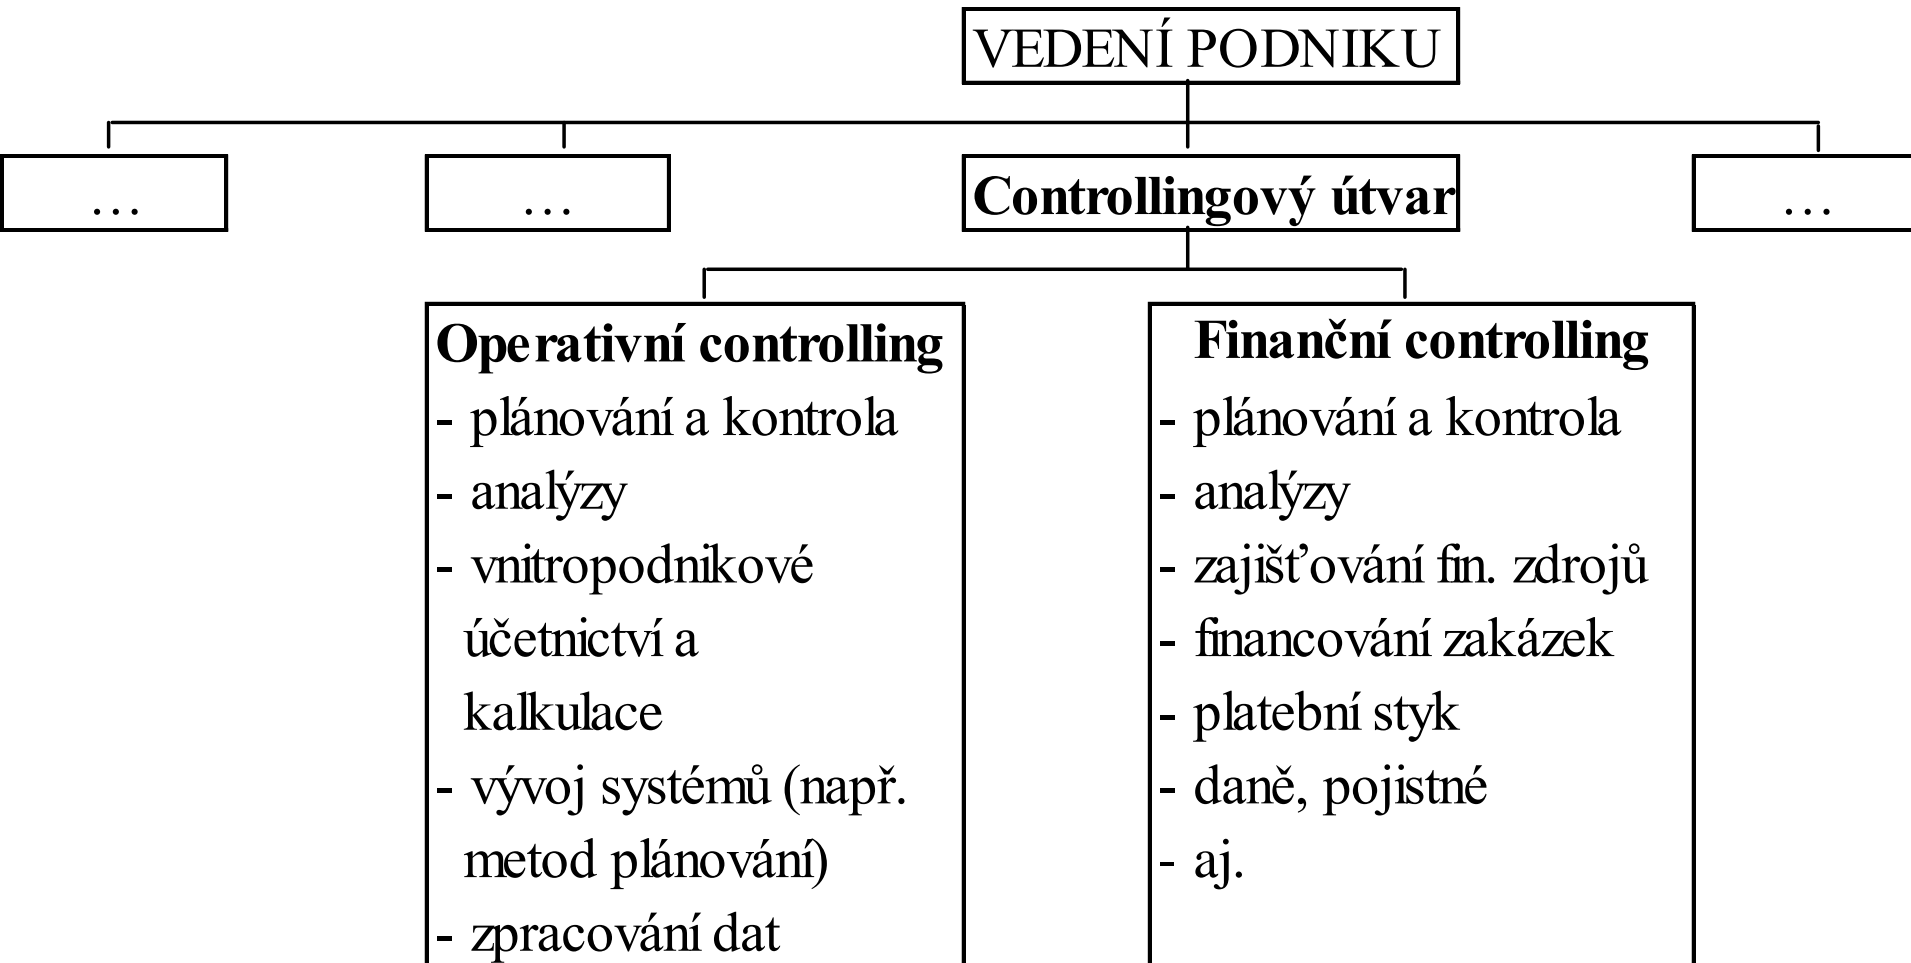 VEDENÍ PODNIKU
…
…
Controllingový útvar
…
Operativní controlling
- plánování a kontrola
- analýzy
- vnitropodnikové
účetnictví a
kalkulace
- vývoj systémů (např.
metod plánování)
- zpracování dat
Finanční controlling
- plánování a kontrola
- analýzy
- zajišťování fin. zdrojů
- financování zakázek
- platební styk
- daně, pojistné
- aj.